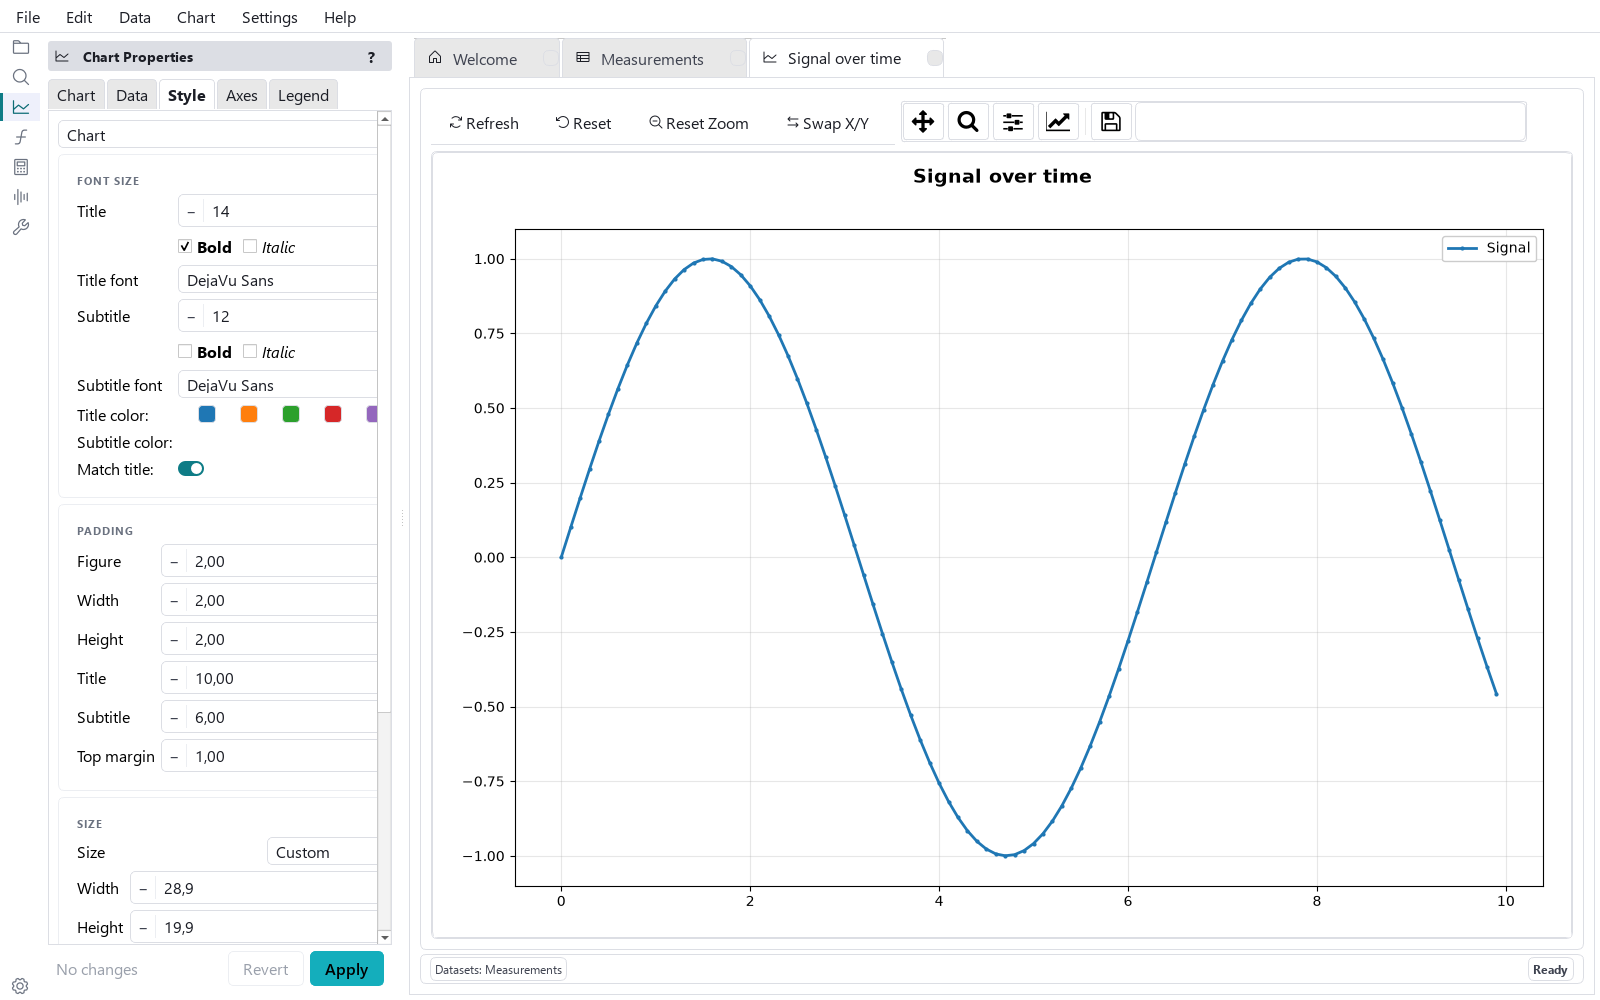 File Edit Data Chart Settings Help
Chart Properties ?
Welcome Measurements Signal over time
Chart Data Style Axes Legend
Refresh Reset Reset Zoom Swap X/Y
Chart
FONT SIZE
Title – 14
Bold Italic
Title font DejaVu Sans
Subtitle – 12
Bold Italic
Subtitle font DejaVu Sans
Title color:
Subtitle color:
Match title:
PADDING
Figure – 2,00
Width – 2,00
Height – 2,00
Title – 10,00
Subtitle – 6,00
Top margin – 1,00
SIZE
Size Custom
Width – 28,9
Height – 19,9
No changes Revert Apply
Signal over time
Signal
1.00
0.75
0.50
0.25
0.00
−0.25
−0.50
−0.75
−1.00
0 2 4 6 8 10
Datasets: Measurements Ready